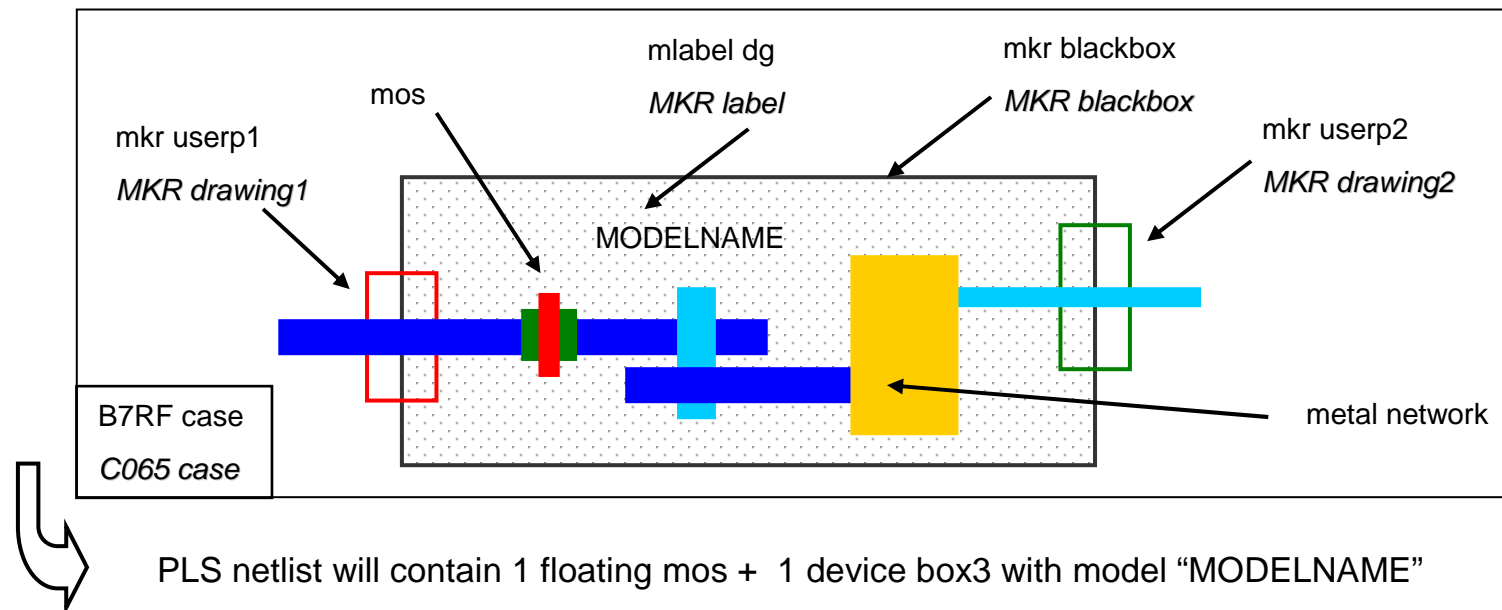 mlabel dg
MKR label
mkr blackbox
MKR blackbox
mos
mkr userp1
MKR drawing1
mkr userp2
MKR drawing2
MODELNAME
metal network
B7RF case
C065 case
PLS netlist will contain 1 floating mos + 1 device box3 with model “MODELNAME”